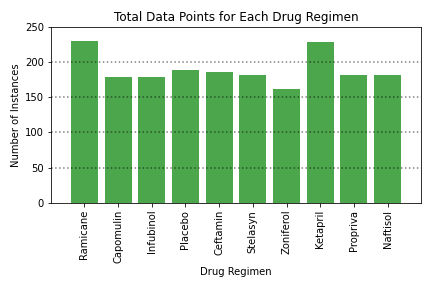 Total Data Points for Each Drug Regimen
Number of Instances
250
200
150
100
50
0
Ramicane
Capomulin
Infubinol
Placebo
Ceftamin
Stelasyn
Zoniferol
Ketapril
Propriva
Naftisol
Drug Regimen